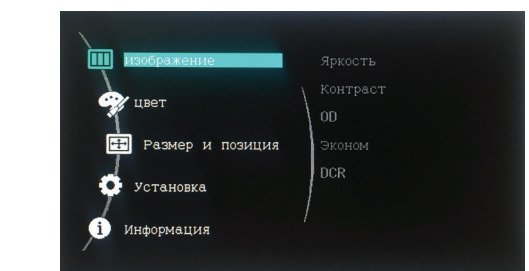 изображение
цвет
Размер и позиция
Установка
Информация
Яркость
Контраст
OD
Эконом
DCR